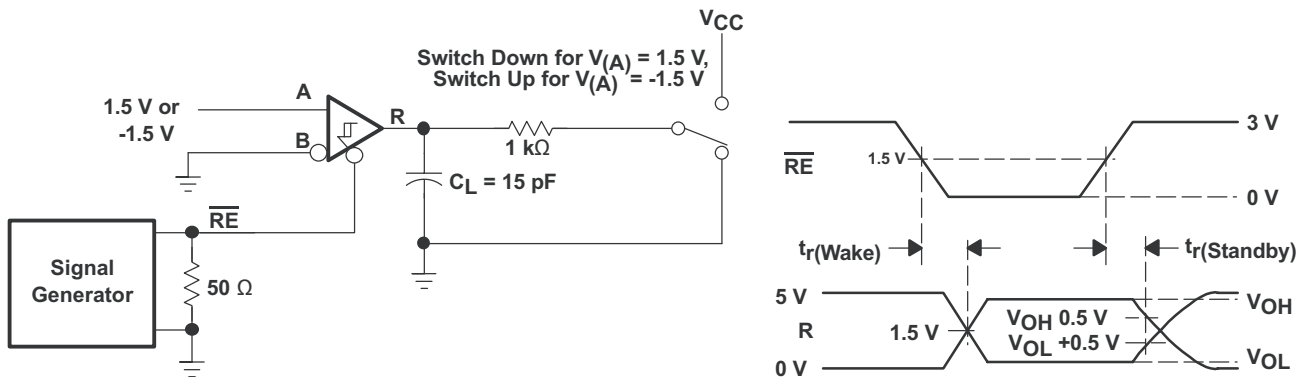 VCC
Switch Down for V(A) = 1.5 V,
Switch Up for V(A) = -1.5 V
A
1.5 V or
-1.5 V
B
R
1 kΩ
CL = 15 pF
RE
Signal
Generator
50 Ω
3 V
1.5 V
RE
0 V
tr(Wake)
tr(Standby)
5 V
R
0 V
1.5 V
VOH 0.5 V
VOL +0.5 V
VOH
VOL